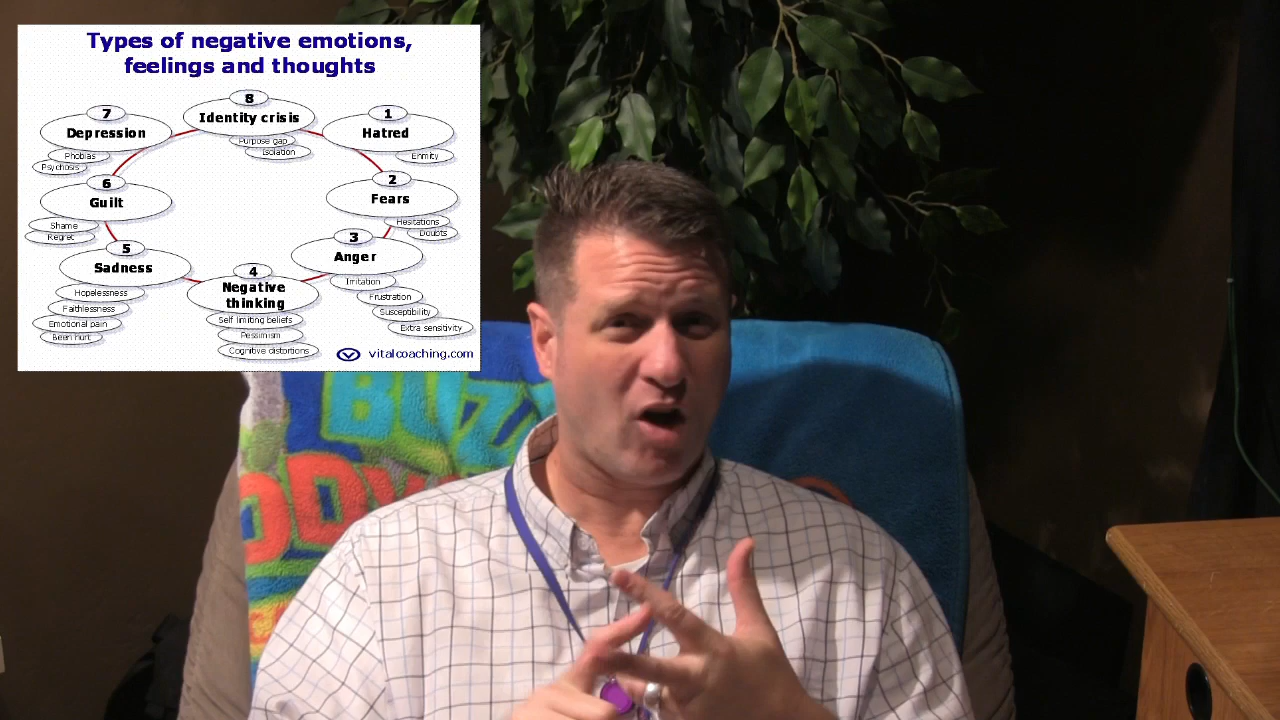 Types of negative emotions,
feelings and thoughts
8
Identity crisis
Purpose gap
Isolation
1
Hatred
Enmity
2
Fears
Hesitations
Doubts
3
Anger
Irritation
Frustration
Susceptibility
Extra sensitivity
4
Negative
thinking
Self limiting beliefs
Pessimism
Cognitive distortions
5
Sadness
Hopelessness
Faithlessness
Emotional pain
Been hurt
6
Guilt
Shame
Regret
7
Depression
Phobias
Psychosis
vitalcoaching.com
BUZZ